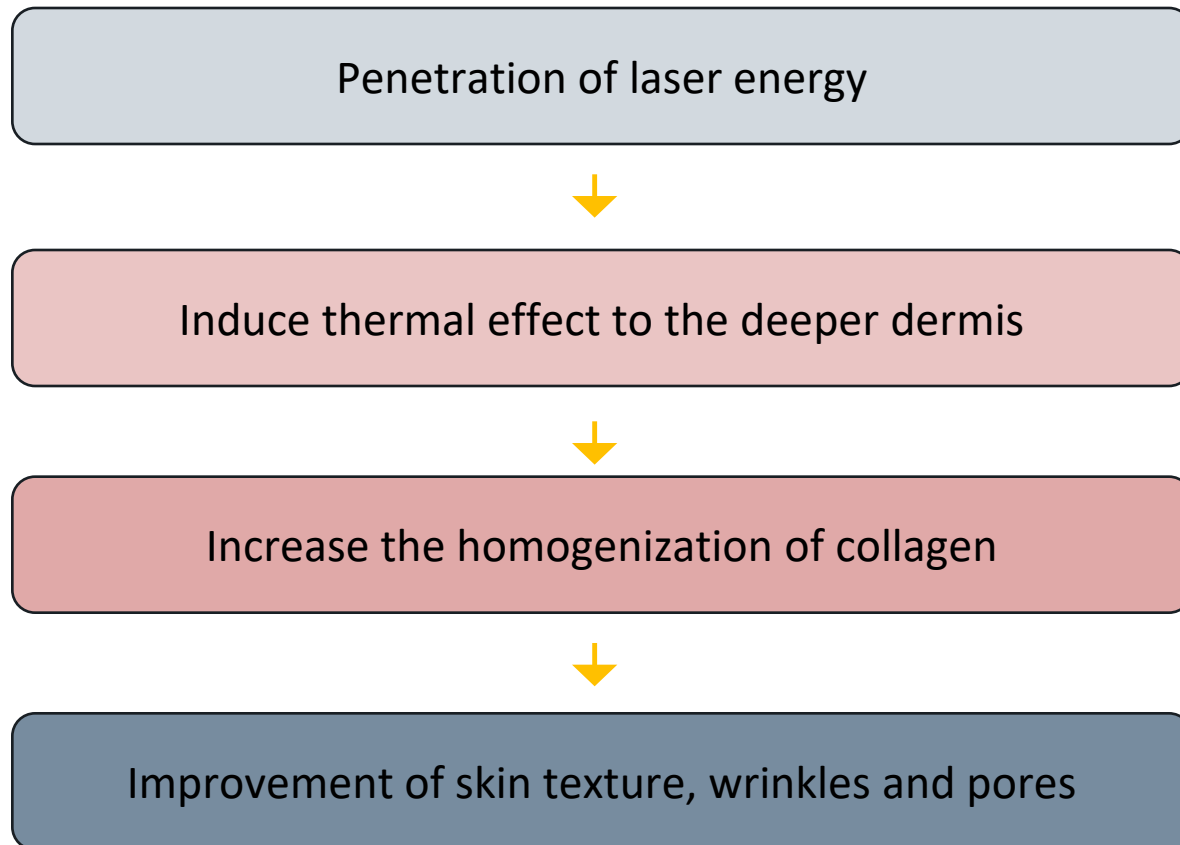 Penetration of laser energy
Induce thermal effect to the deeper dermis
Increase the homogenization of collagen
Improvement of skin texture, wrinkles and pores